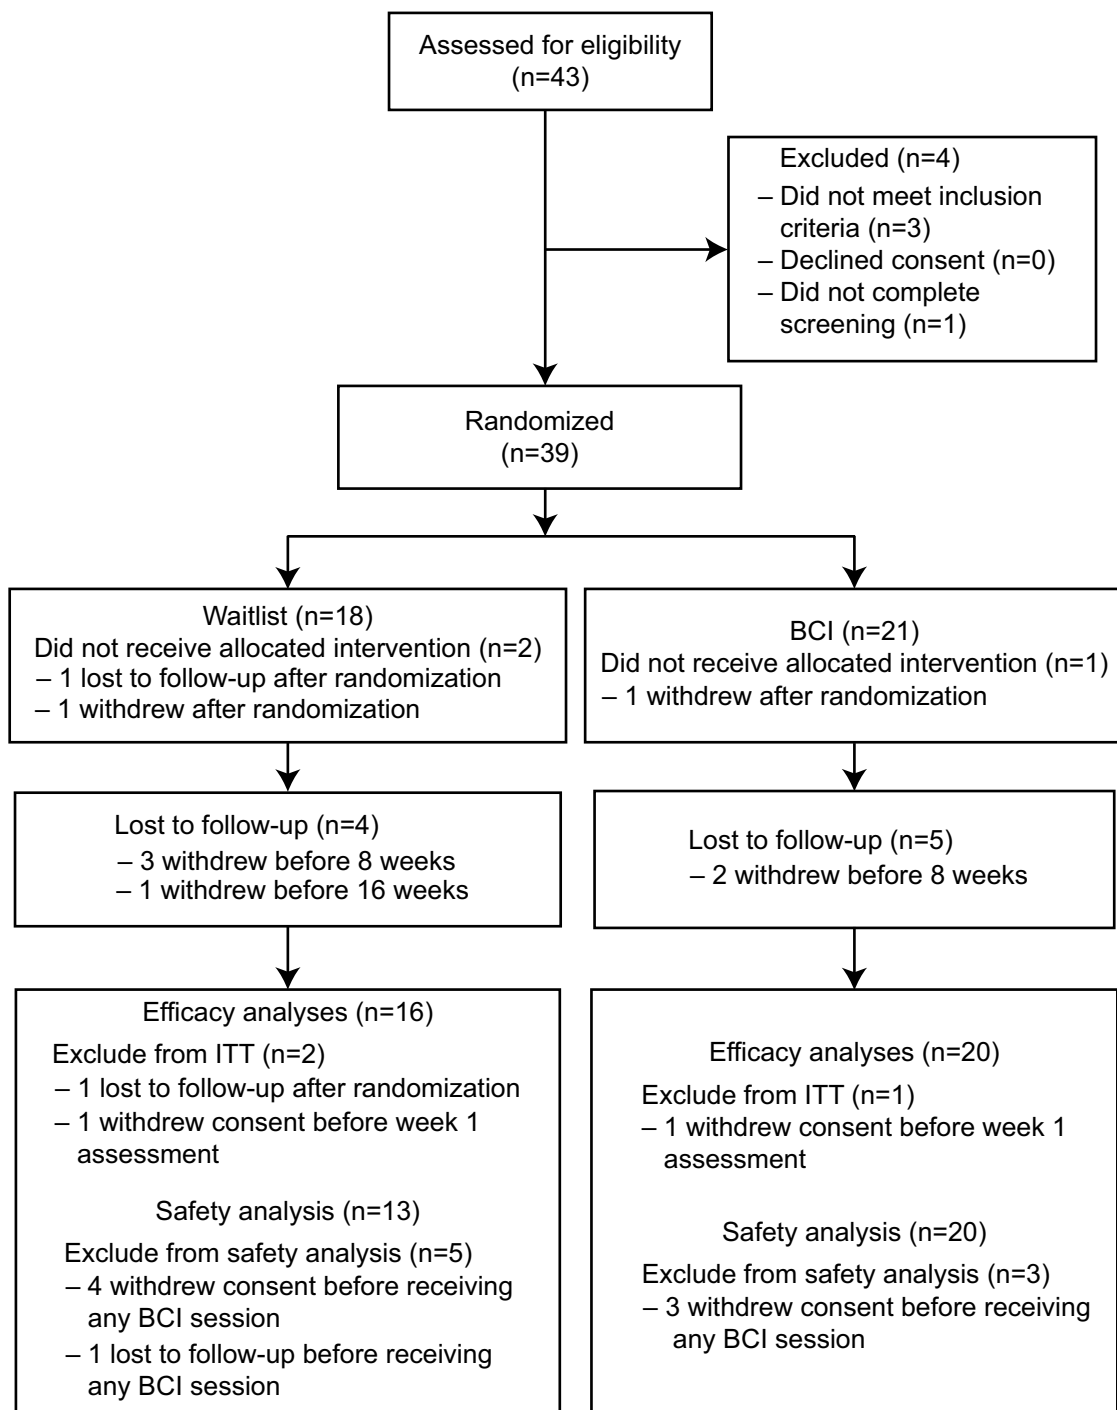 Assessed for eligibility
(n=43)
Excluded (n=4)
– Did not meet inclusion
criteria (n=3)
– Declined consent (n=0)
– Did not complete
screening (n=1)
Randomized
(n=39)
Waitlist (n=18)
Did not receive allocated intervention (n=2)
– 1 lost to follow-up after randomization
– 1 withdrew after randomization
BCI (n=21)
Did not receive allocated intervention (n=1)
– 1 withdrew after randomization
Lost to follow-up (n=4)
– 3 withdrew before 8 weeks
– 1 withdrew before 16 weeks
Lost to follow-up (n=5)
– 2 withdrew before 8 weeks
Efficacy analyses (n=16)
Exclude from ITT (n=2)
– 1 lost to follow-up after randomization
– 1 withdrew consent before week 1
assessment
Safety analysis (n=13)
Exclude from safety analysis (n=5)
– 4 withdrew consent before receiving
any BCI session
– 1 lost to follow-up before receiving
any BCI session
Efficacy analyses (n=20)
Exclude from ITT (n=1)
– 1 withdrew consent before week 1
assessment
Safety analysis (n=20)
Exclude from safety analysis (n=3)
– 3 withdrew consent before receiving
any BCI session